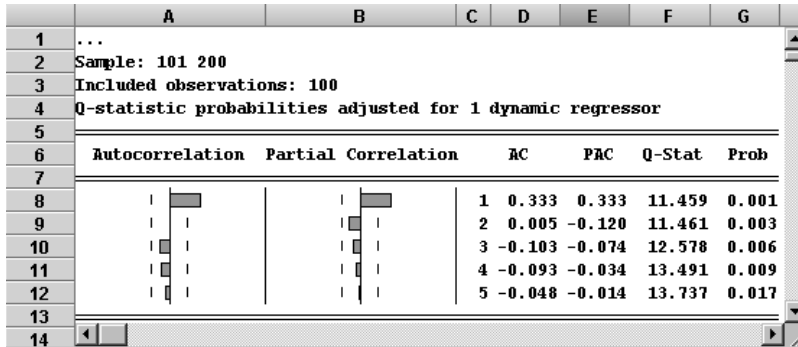 A B C D E F G
1 ...
2 Sample: 101 200
3 Included observations: 100
4 Q-statistic probabilities adjusted for 1 dynamic regressor
5
6 Autocorrelation Partial Correlation AC PAC Q-Stat Prob
7
8 1 0.333 0.333 11.459 0.001
9 2 0.005 -0.120 11.461 0.003
10 3 -0.103 -0.074 12.578 0.006
11 4 -0.093 -0.034 13.491 0.009
12 5 -0.048 -0.014 13.737 0.017
13
14